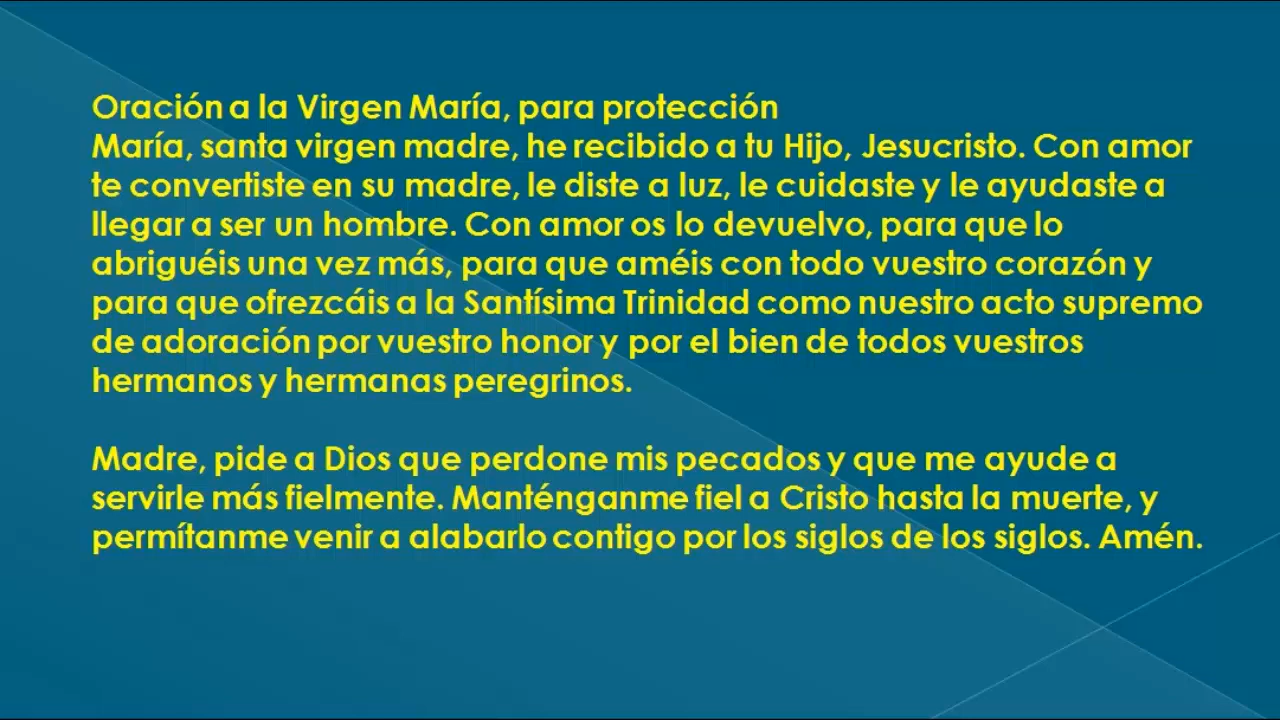 Oración a la Virgen María, para protección
María, santa virgen madre, he recibido a tu Hijo, Jesucristo. Con amor
te convertiste en su madre, le diste a luz, le cuidaste y le ayudaste a
llegar a ser un hombre. Con amor os lo devuelvo, para que lo
abriguéis una vez más, para que améis con todo vuestro corazón y
para que ofrezcáis a la Santísima Trinidad como nuestro acto supremo
de adoración por vuestro honor y por el bien de todos vuestros
hermanos y hermanas peregrinos.

Madre, pide a Dios que perdone mis pecados y que me ayude a
servirle más fielmente. Manténganme fiel a Cristo hasta la muerte, y
permítanme venir a alabarlo contigo por los siglos de los siglos. Amén.